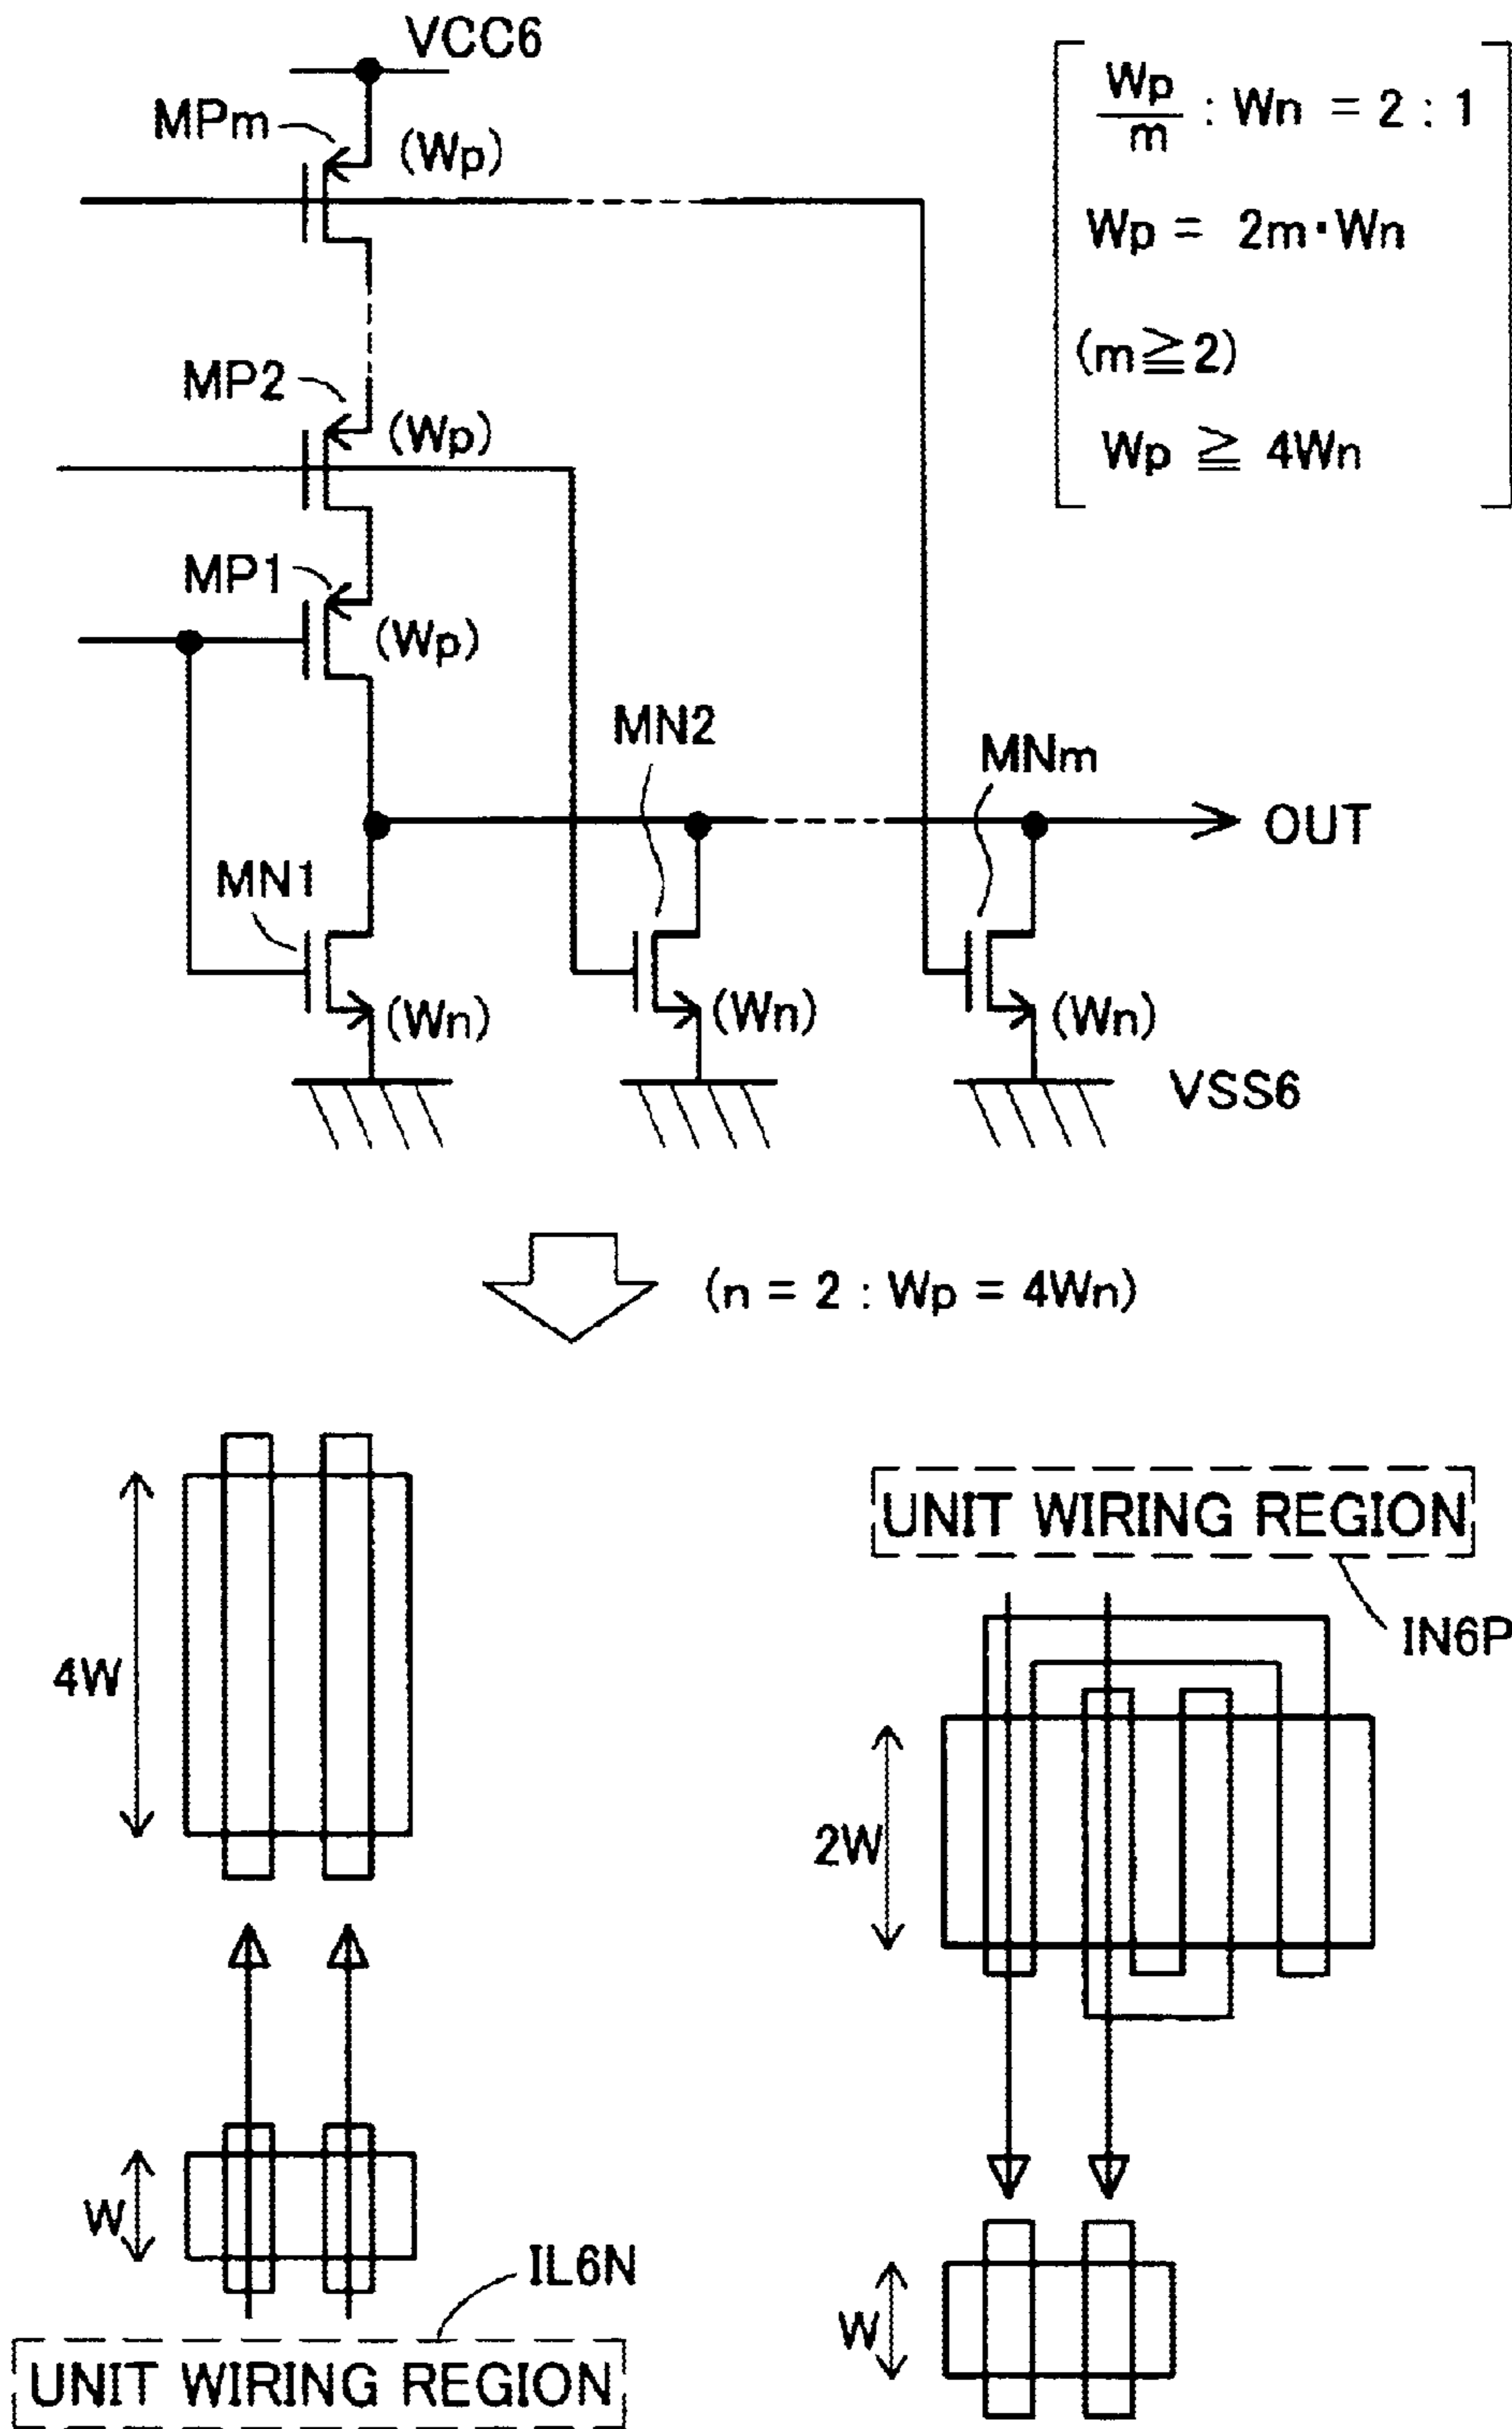 VCC6
MPm
(Wp)
Wp/m : Wn = 2 : 1
Wp = 2m·Wn
(m≧2)
Wp ≧ 4Wn
MP2
(Wp)
MP1
(Wp)
MN2
MNm
OUT
MN1
(Wn)
(Wn)
(Wn)
VSS6
(n = 2 : Wp = 4Wn)
UNIT WIRING REGION
IN6P
4W
2W
W
IL6N
W
UNIT WIRING REGION